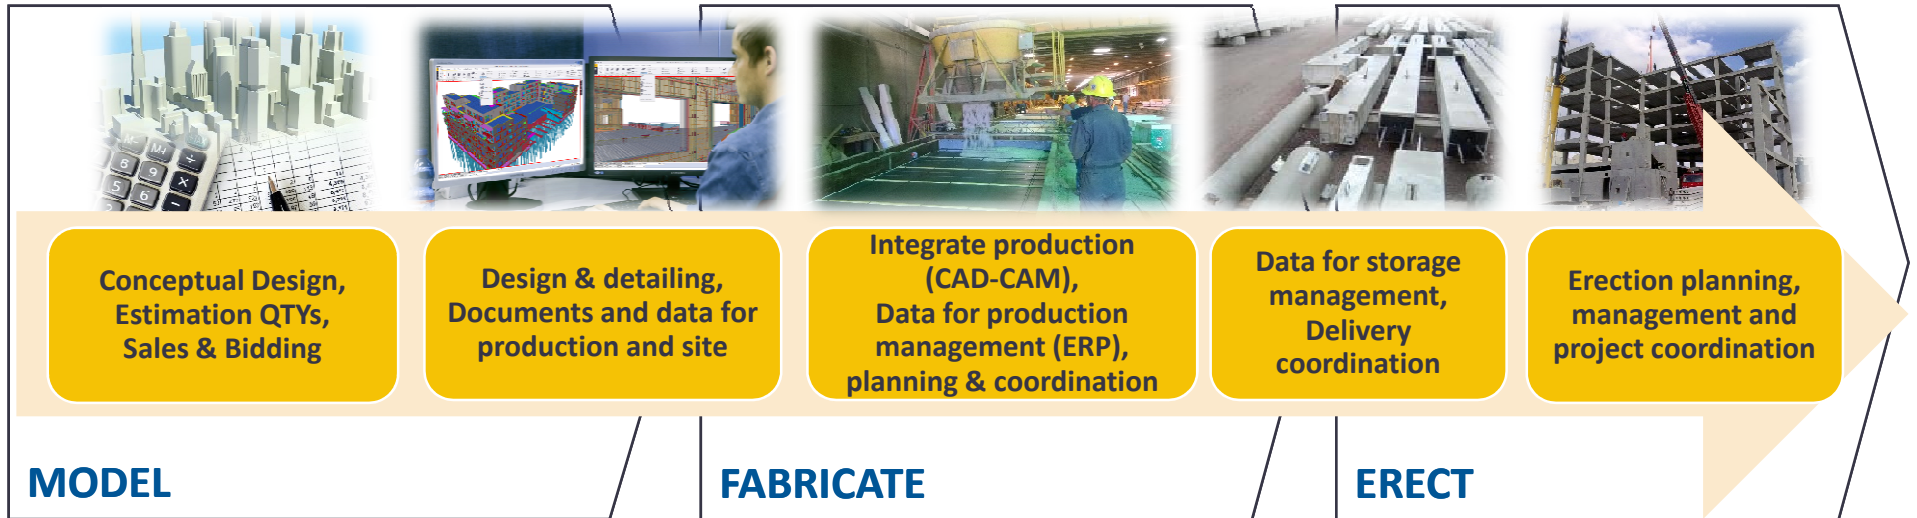 Conceptual Design,
Estimation QTYs,
Sales & Bidding
Design & detailing,
Documents and data for
production and site
Integrate production
(CAD-CAM),
Data for production
management (ERP),
planning & coordination
Data for storage
management,
Delivery
coordination
Erection planning,
management and
project coordination
MODEL
FABRICATE
ERECT